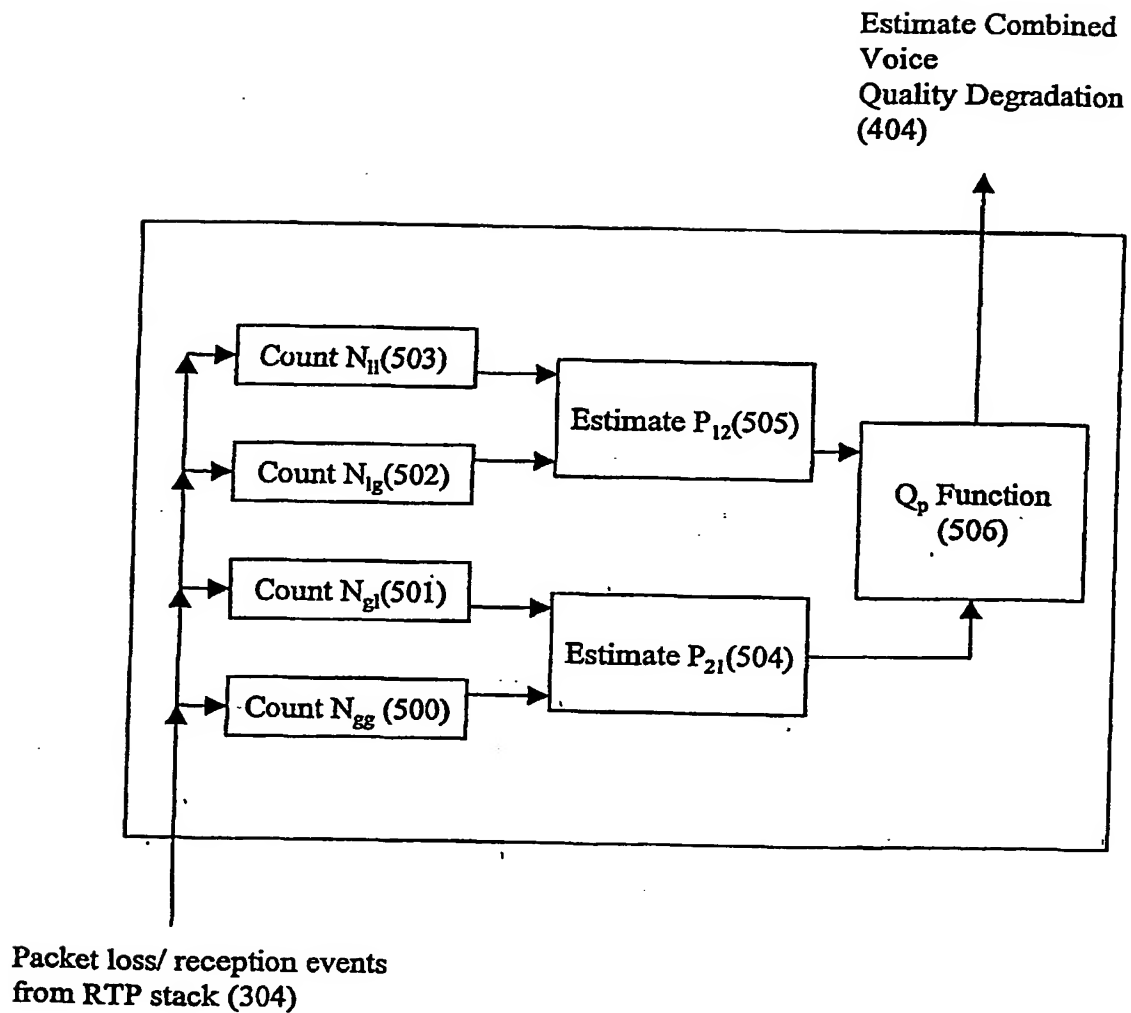 Estimate Combined
Voice
Quality Degradation
(404)
Count N_ll(503)
Estimate P_12(505)
Count N_lg(502)
Q_p Function
(506)
Count N_gl(501)
Estimate P_21(504)
Count N_gg (500)
Packet loss/ reception events
from RTP stack (304)